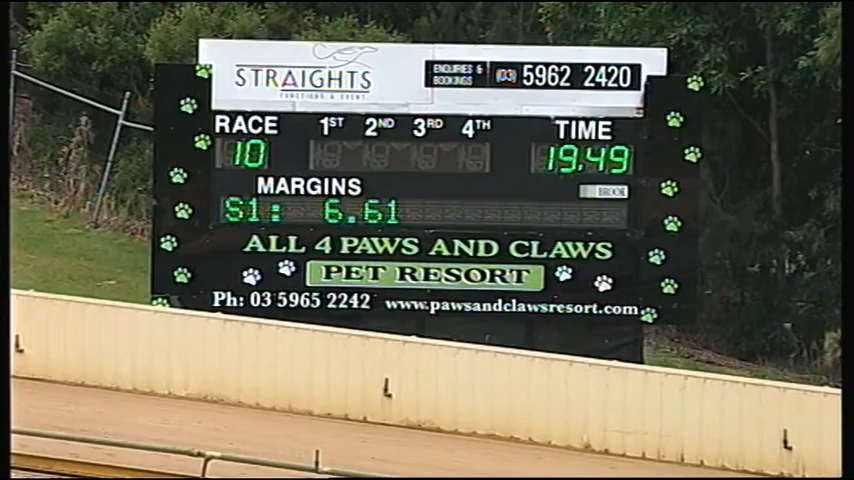 STRAIGHTS
FUNCTIONS & EVENT
ENQUIRIES & BOOKINGS (03) 5962 2420
RACE 1ST 2ND 3RD 4TH TIME
10 19.49
MARGINS
S1: 6.61
ALL 4 PAWS AND CLAWS
PET RESORT
Ph: 03 5965 2242 www.pawsandclawsresort.com